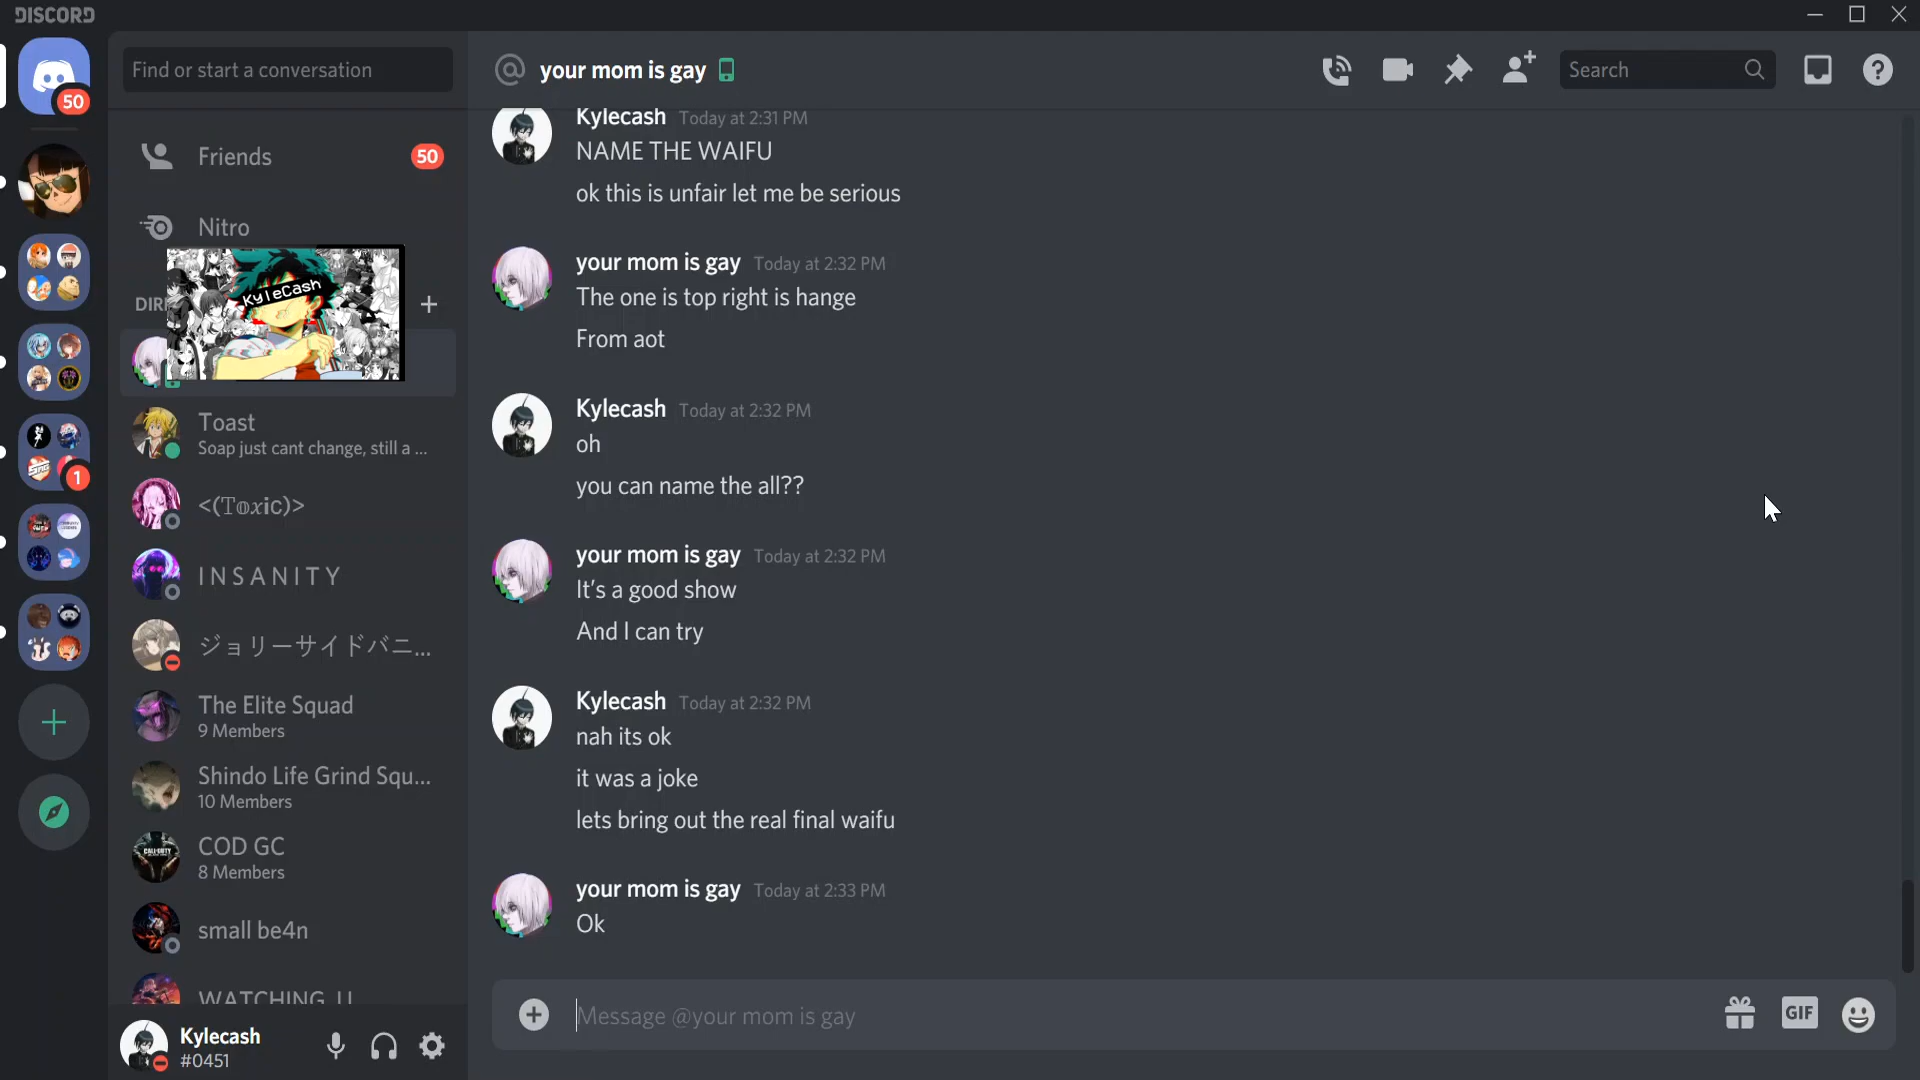 DISCORD
50
Find or start a conversation
@ your mom is gay
Search
Friends 50
Nitro
DIRE
KyleCash
Toast
Soap just cant change, still a ...
<(𝕋𝕠𝔁𝐢𝕔)>
I N S A N I T Y
ジョリーサイドバニ...
1
The Elite Squad
9 Members
Shindo Life Grind Squ...
10 Members
COD GC
8 Members
small be4n
Kylecash
#0451
Kylecash Today at 2:31 PM
NAME THE WAIFU
ok this is unfair let me be serious
your mom is gay Today at 2:32 PM
The one is top right is hange
From aot
Kylecash Today at 2:32 PM
oh
you can name the all??
your mom is gay Today at 2:32 PM
It's a good show
And I can try
Kylecash Today at 2:32 PM
nah its ok
it was a joke
lets bring out the real final waifu
your mom is gay Today at 2:33 PM
Ok
Message @your mom is gay
GIF